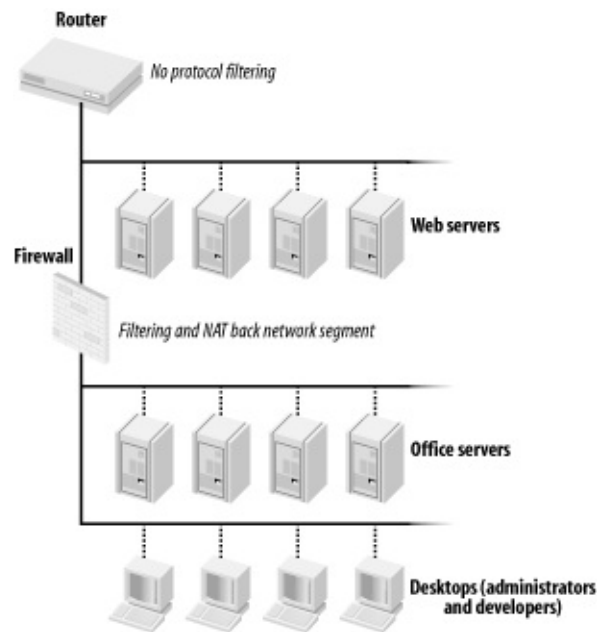 Router
No protocol filtering
Web servers
Firewall
Filtering and NAT back network segment
Office servers
Desktops (administrators
and developers)